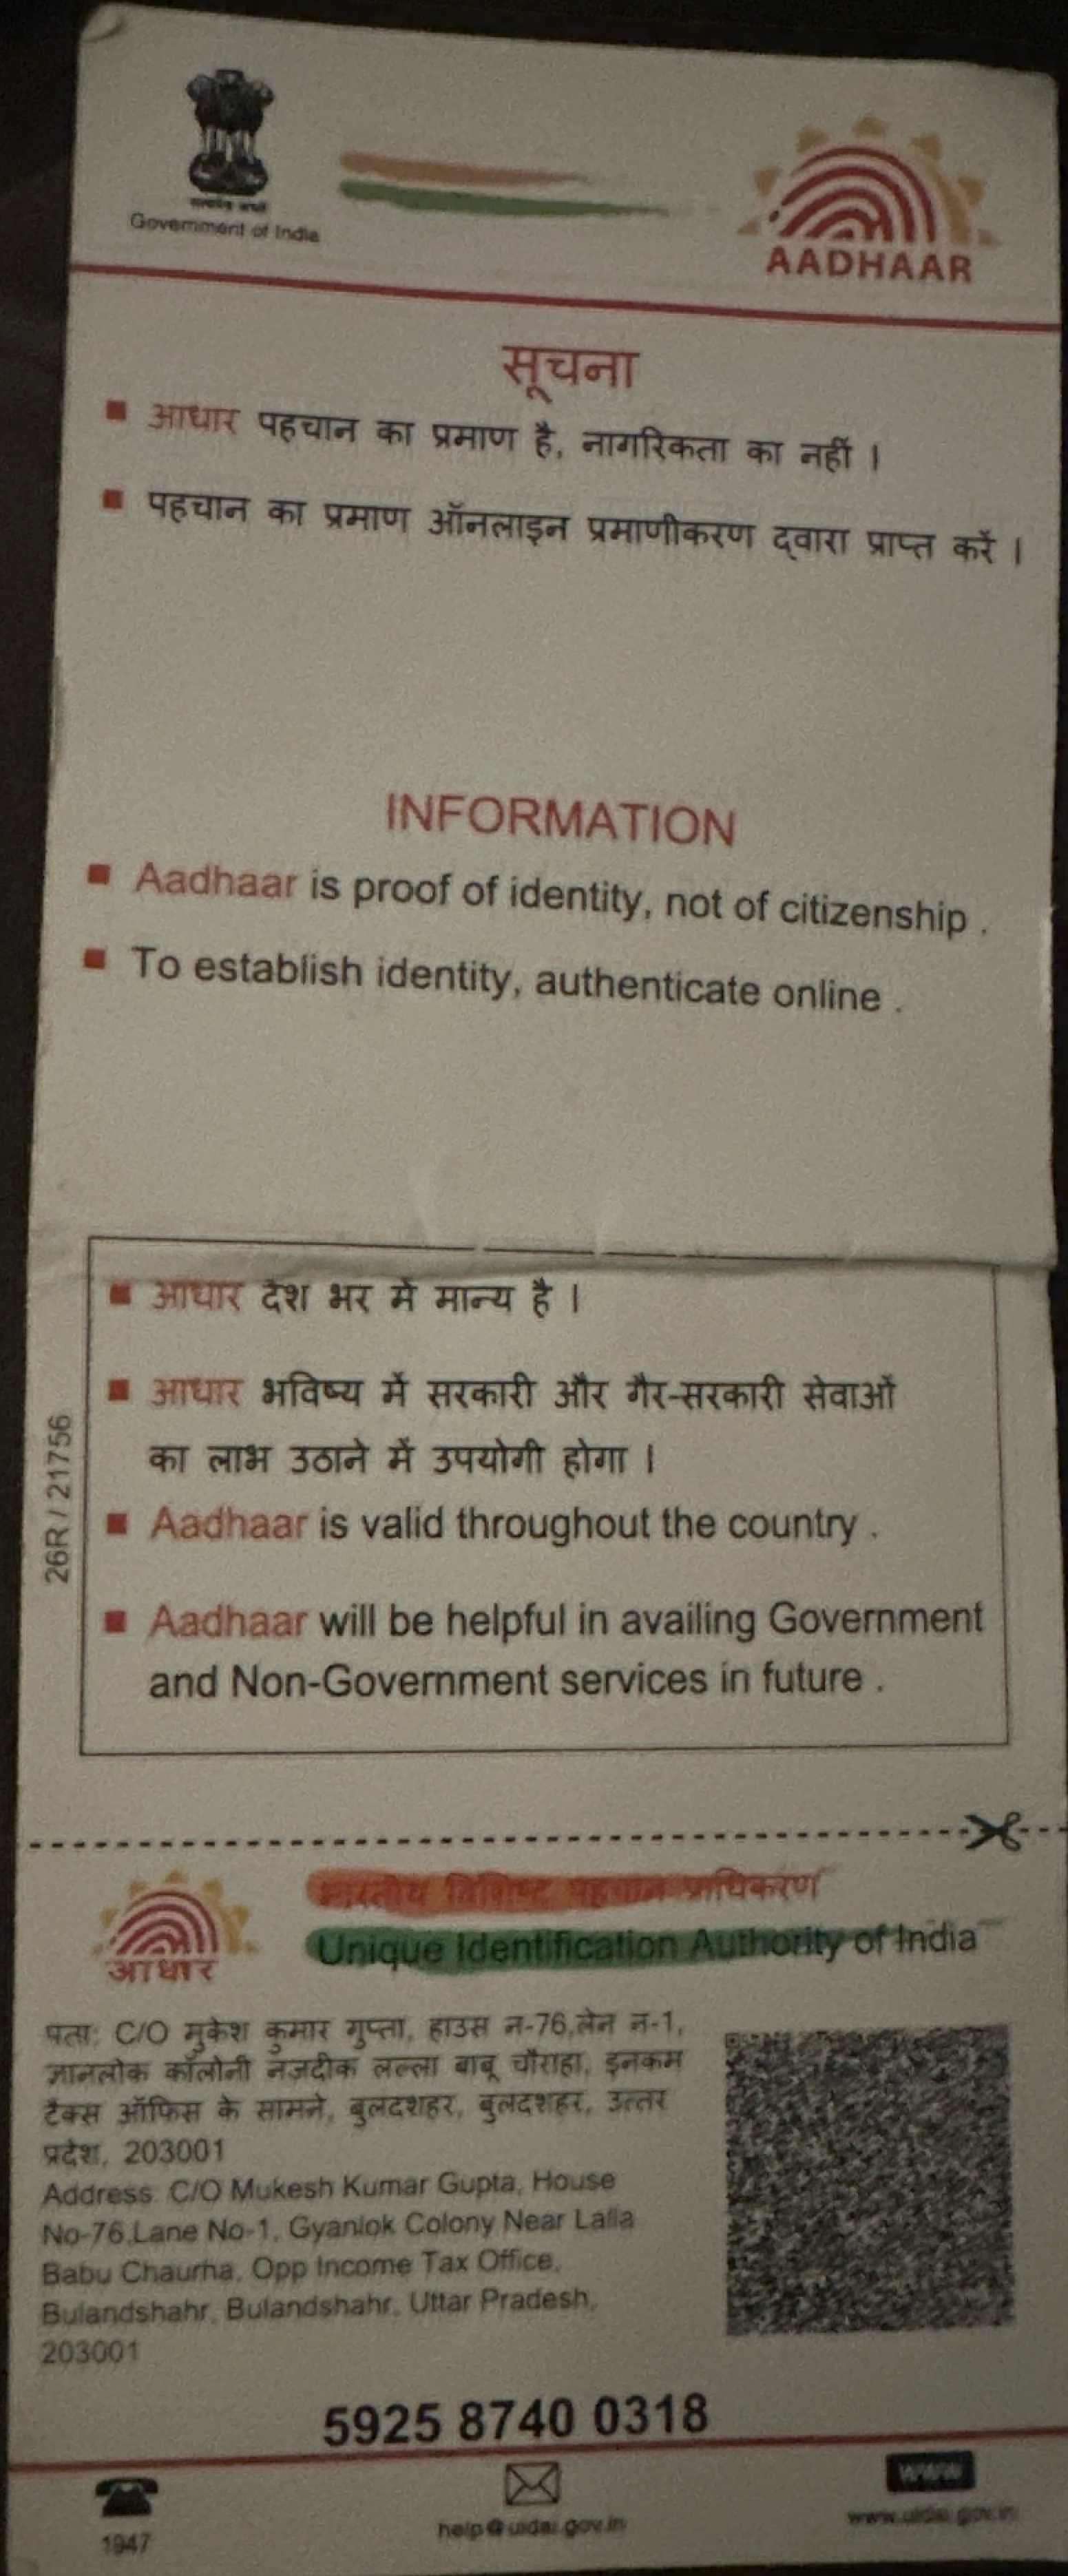 Government of India
AADHAAR
सूचना
■ आधार पहचान का प्रमाण है, नागरिकता का नहीं ।
■ पहचान का प्रमाण ऑनलाइन प्रमाणीकरण द्वारा प्राप्त करें ।
INFORMATION
■ Aadhaar is proof of identity, not of citizenship .
■ To establish identity, authenticate online .
■ आधार देश भर में मान्य है ।
■ आधार भविष्य में सरकारी और गैर-सरकारी सेवाओं
का लाभ उठाने में उपयोगी होगा ।
■ Aadhaar is valid throughout the country .
■ Aadhaar will be helpful in availing Government
and Non-Government services in future .
26R / 21756
आधार
भारतीय विशिष्ट पहचान प्राधिकरण
Unique Identification Authority of India
पता: C/O मुकेश कुमार गुप्ता, हाउस न-76,लेन न-1,
ज्ञानलोक कॉलोनी नज़दीक लल्ला बाबू चौराहा, इनकम
टैक्स ऑफिस के सामने, बुलंदशहर, बुलंदशहर, उत्तर
प्रदेश, 203001
Address: C/O Mukesh Kumar Gupta, House
No-76,Lane No-1, Gyanlok Colony Near Lalla
Babu Chaurha, Opp Income Tax Office,
Bulandshahr, Bulandshahr, Uttar Pradesh,
203001
5925 8740 0318
1947
help@uidai.gov.in
www
www.uidai.gov.in